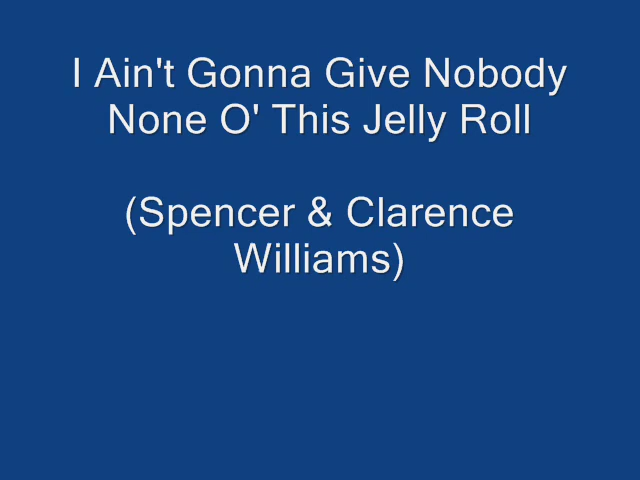 I Ain't Gonna Give Nobody
None O' This Jelly Roll
(Spencer & Clarence
Williams)